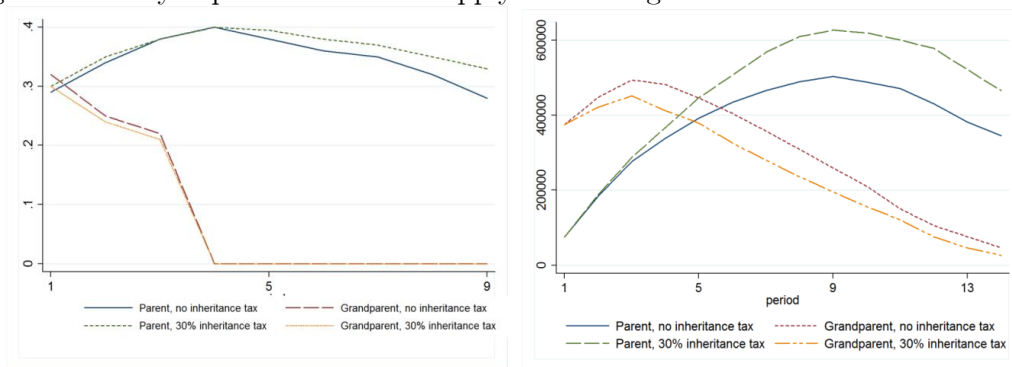 .4
.3
.2
.1
0
1 5 9
Parent, no inheritance tax Grandparent, no inheritance tax
Parent, 30% inheritance tax Grandparent, 30% inheritance tax
600000
400000
200000
0
1 5 9 13
period
Parent, no inheritance tax Grandparent, no inheritance tax
Parent, 30% inheritance tax Grandparent, 30% inheritance tax